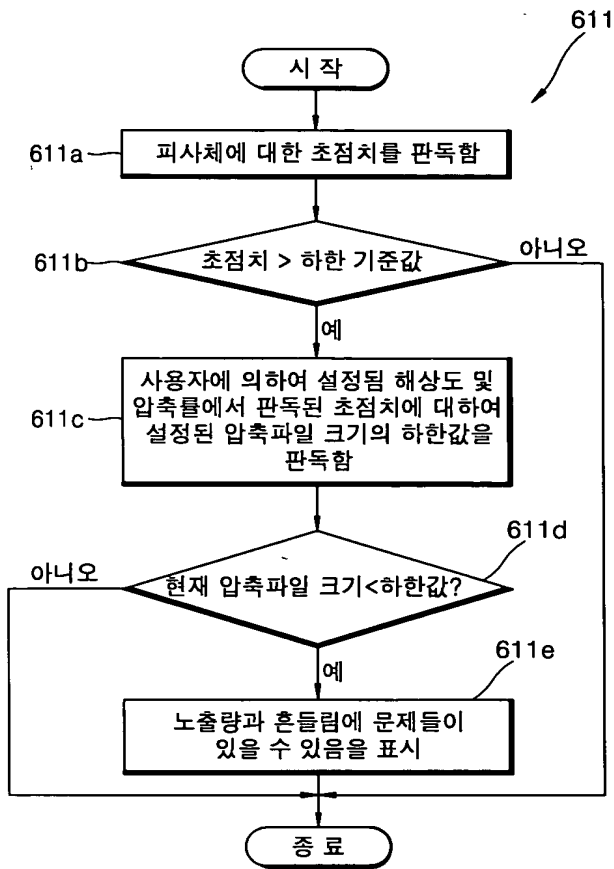 611
시 작
611a
피사체에 대한 초점치를 판독함
611b
초점치 > 하한 기준값
아니오
예
611c
사용자에 의하여 설정됨 해상도 및
압축률에서 판독된 초점치에 대하여
설정된 압축파일 크기의 하한값을
판독함
611d
아니오
현재 압축파일 크기<하한값?
예
611e
노출량과 흔들림에 문제들이
있을 수 있음을 표시
종 료